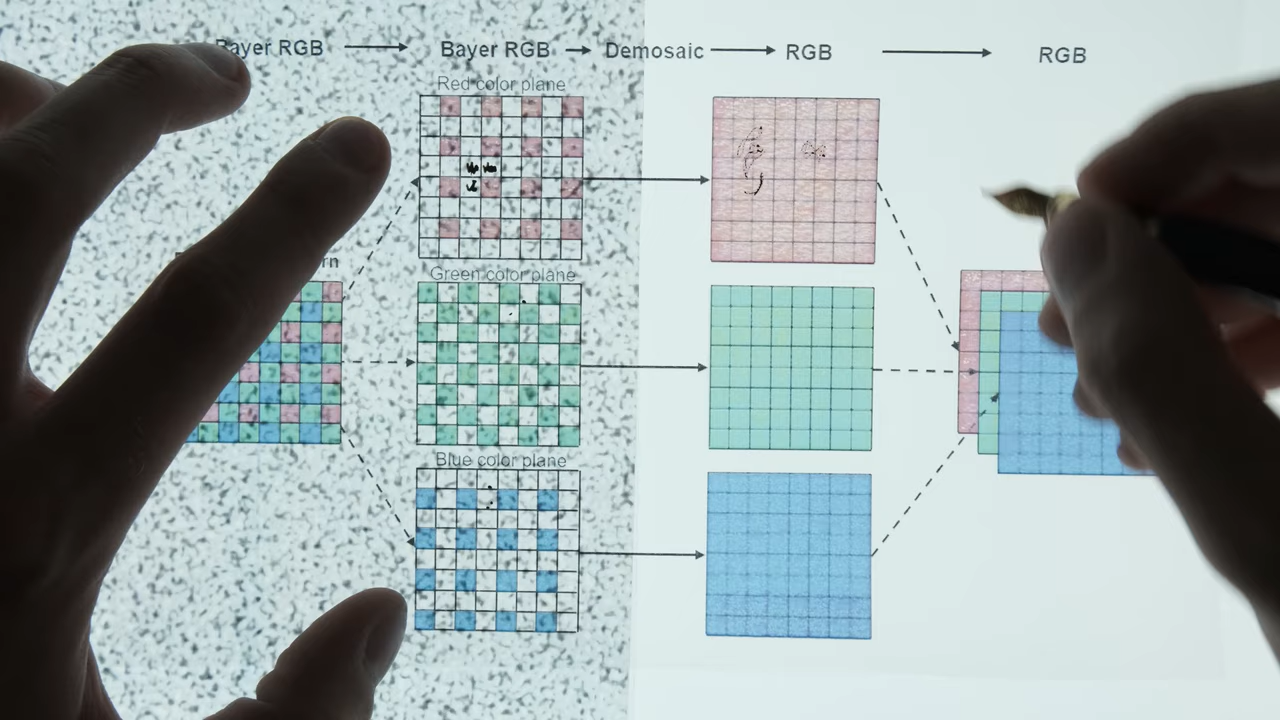 Bayer RGB Bayer RGB Demosaic RGB RGB
Red color plane
Green color plane
Blue color plane